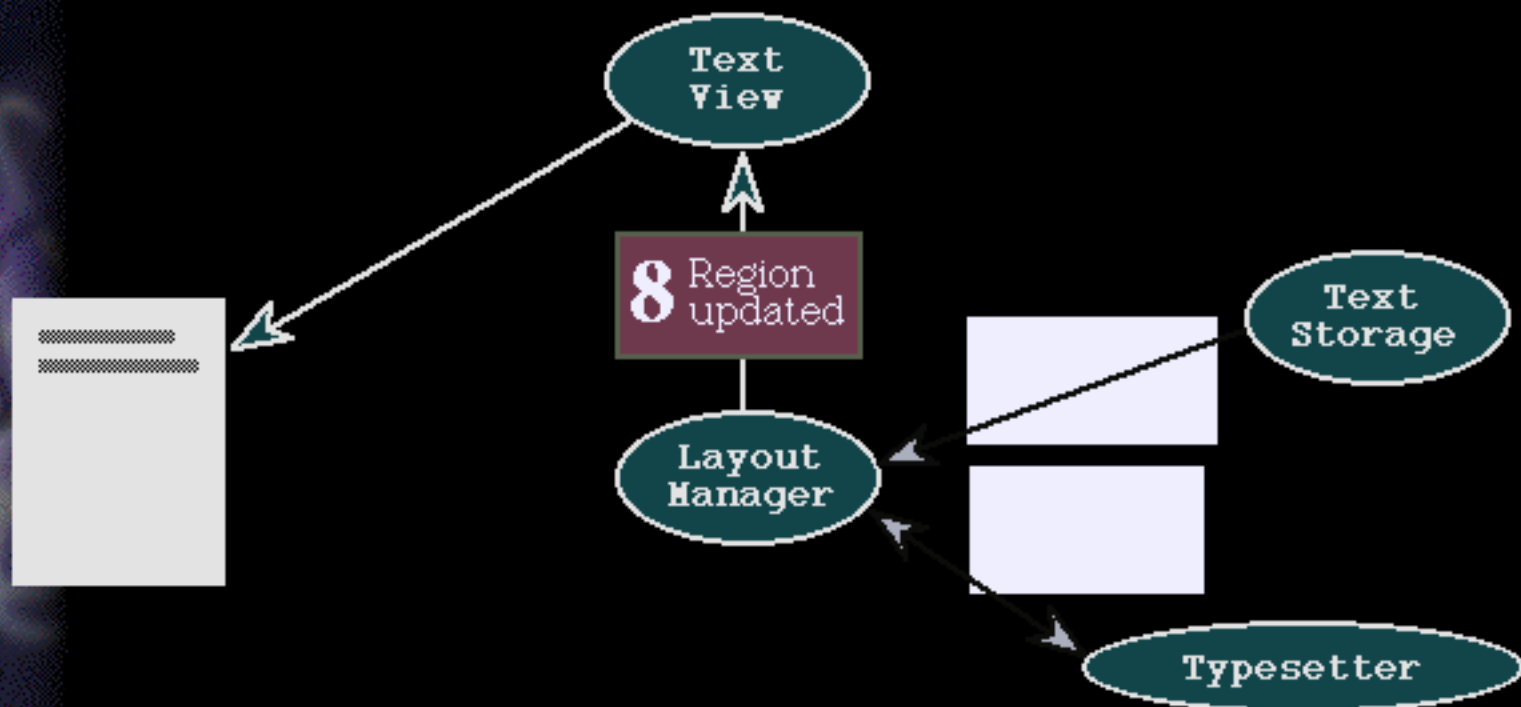 Text
View
8 Region
updated
Text
Storage
Layout
Manager
Typesetter